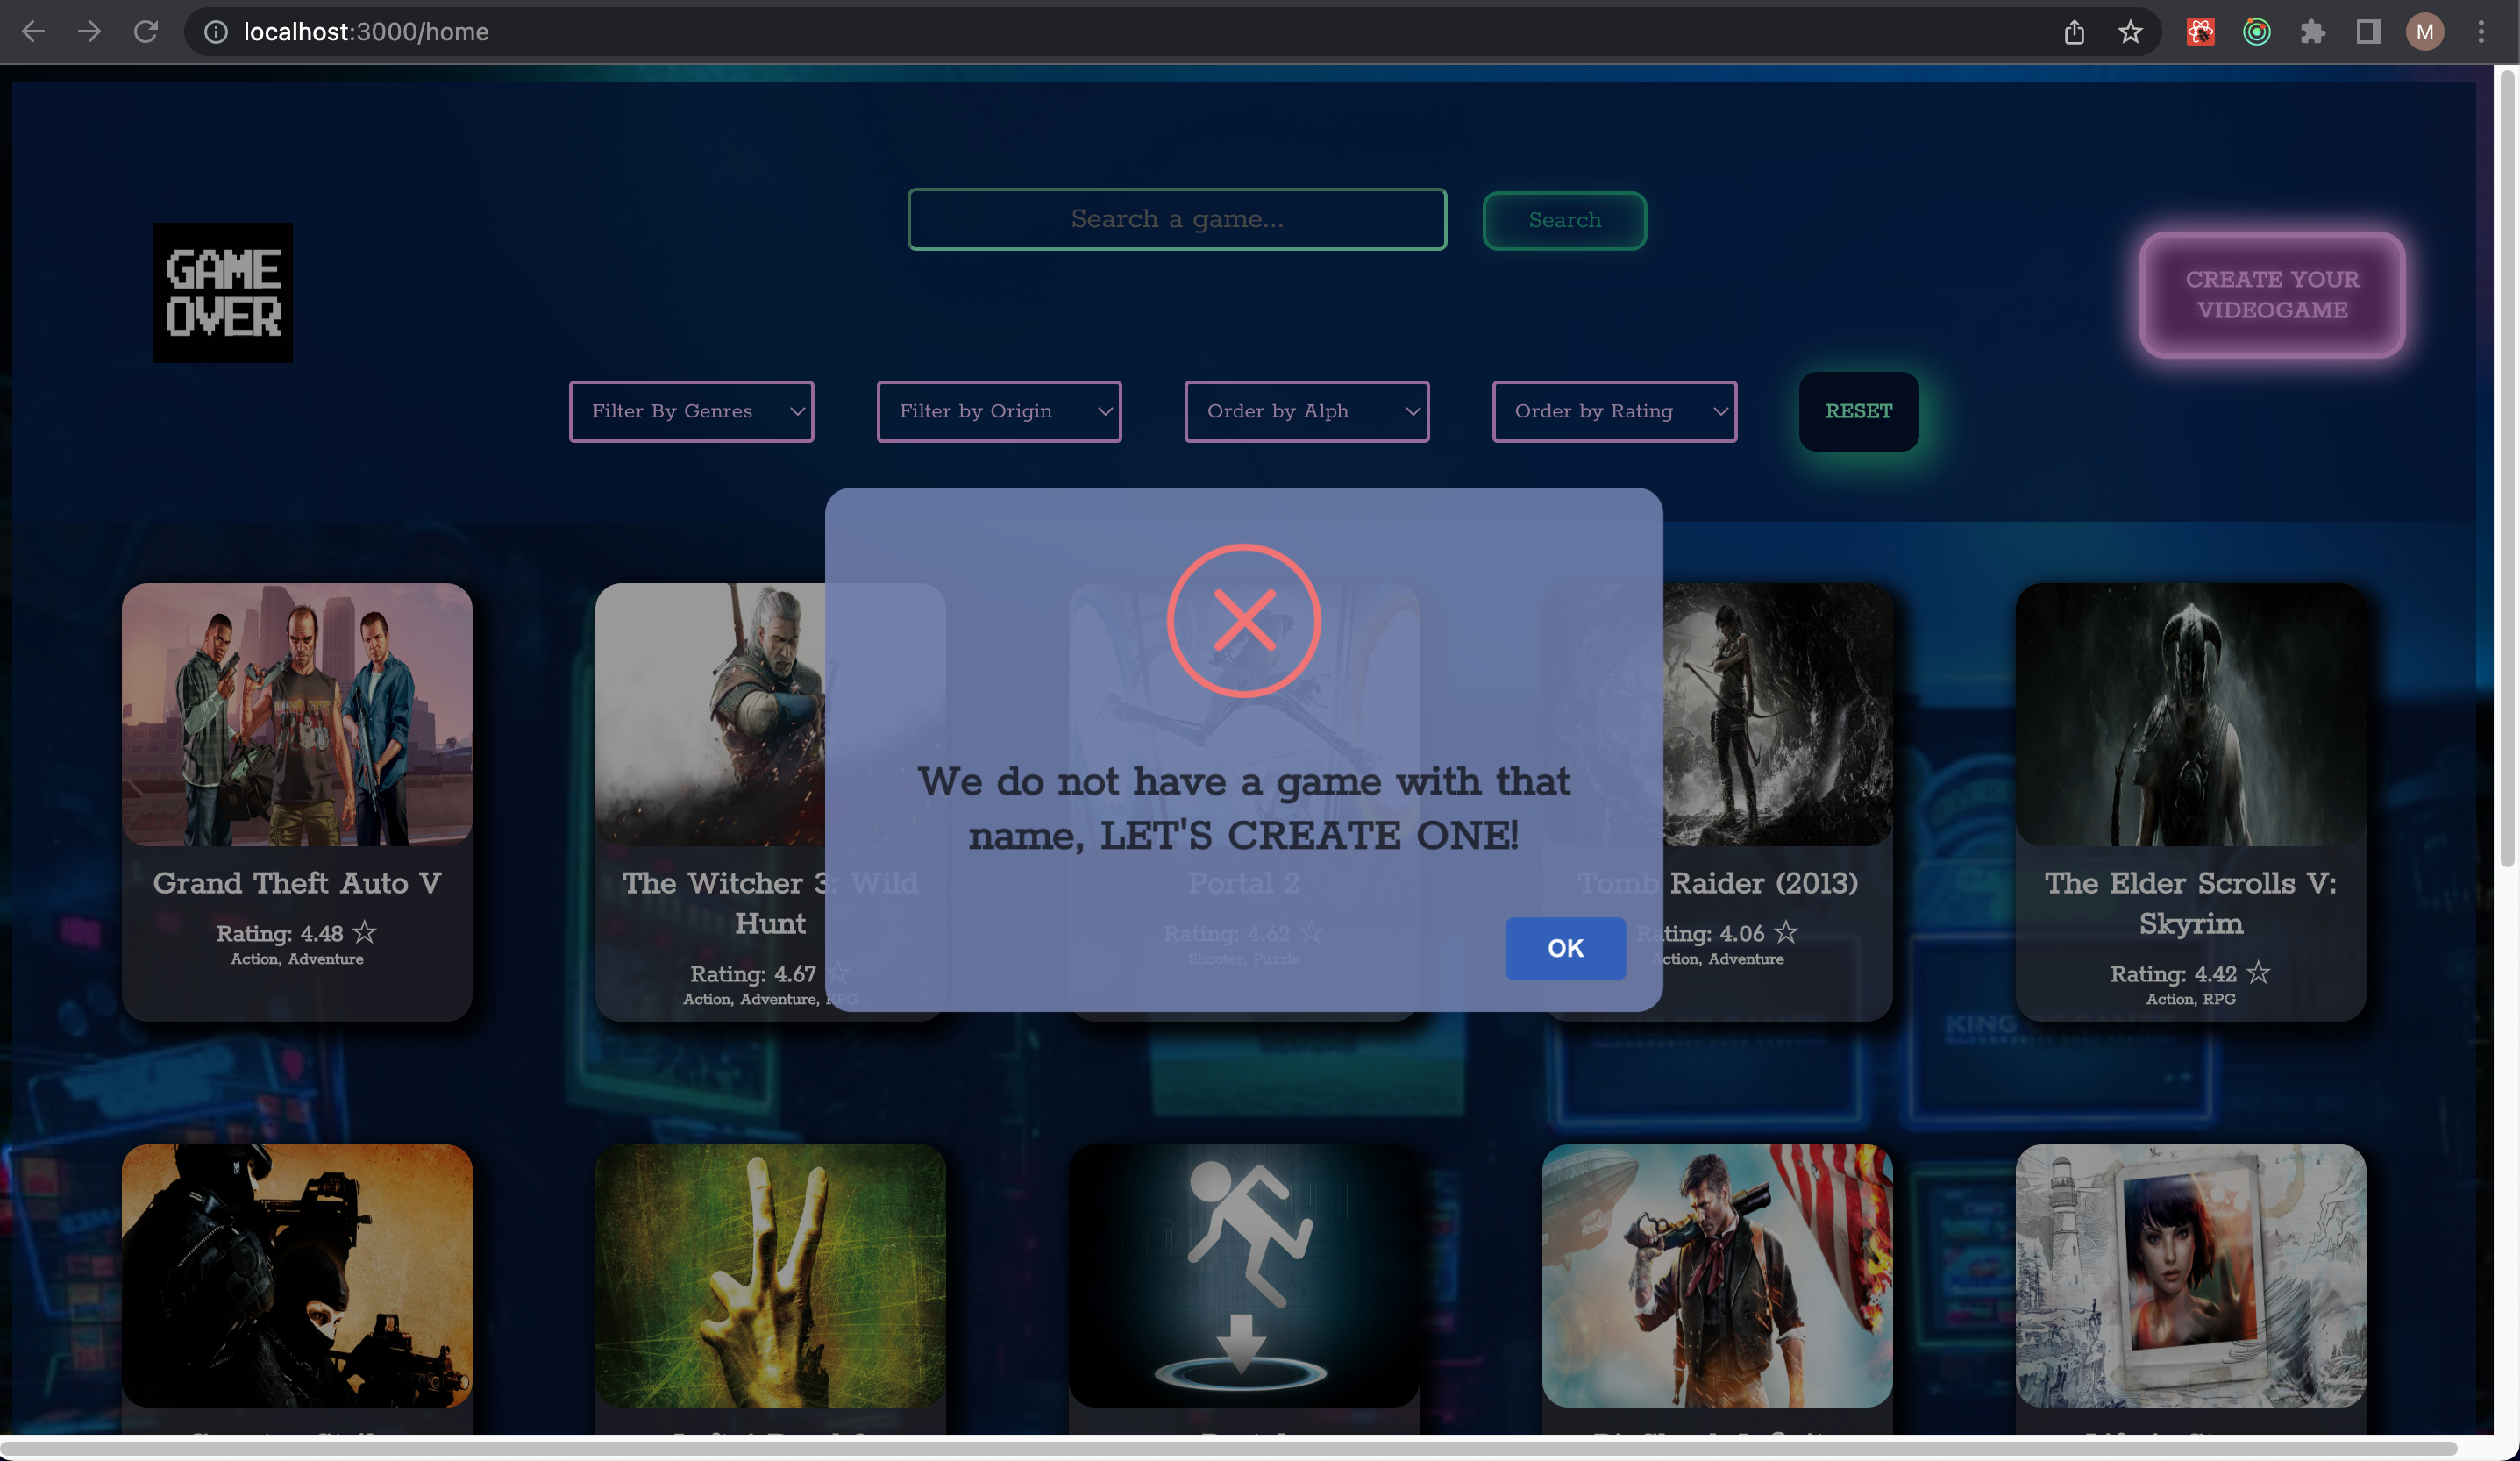 localhost:3000/home
M
Search a game...
Search
GAME
OVER
CREATE YOUR
VIDEOGAME
Filter By Genres
Filter by Origin
Order by Alph
Order by Rating
RESET
We do not have a game with that
name, LET'S CREATE ONE!
OK
Grand Theft Auto V
Rating: 4.48 ☆
Action, Adventure
The Witcher 3: Wild
Hunt
Rating: 4.67 ☆
Action, Adventure, RPG
Portal 2
Rating: 4.62 ☆
Shooter, Puzzle
Tomb Raider (2013)
Rating: 4.06 ☆
Action, Adventure
The Elder Scrolls V:
Skyrim
Rating: 4.42 ☆
Action, RPG